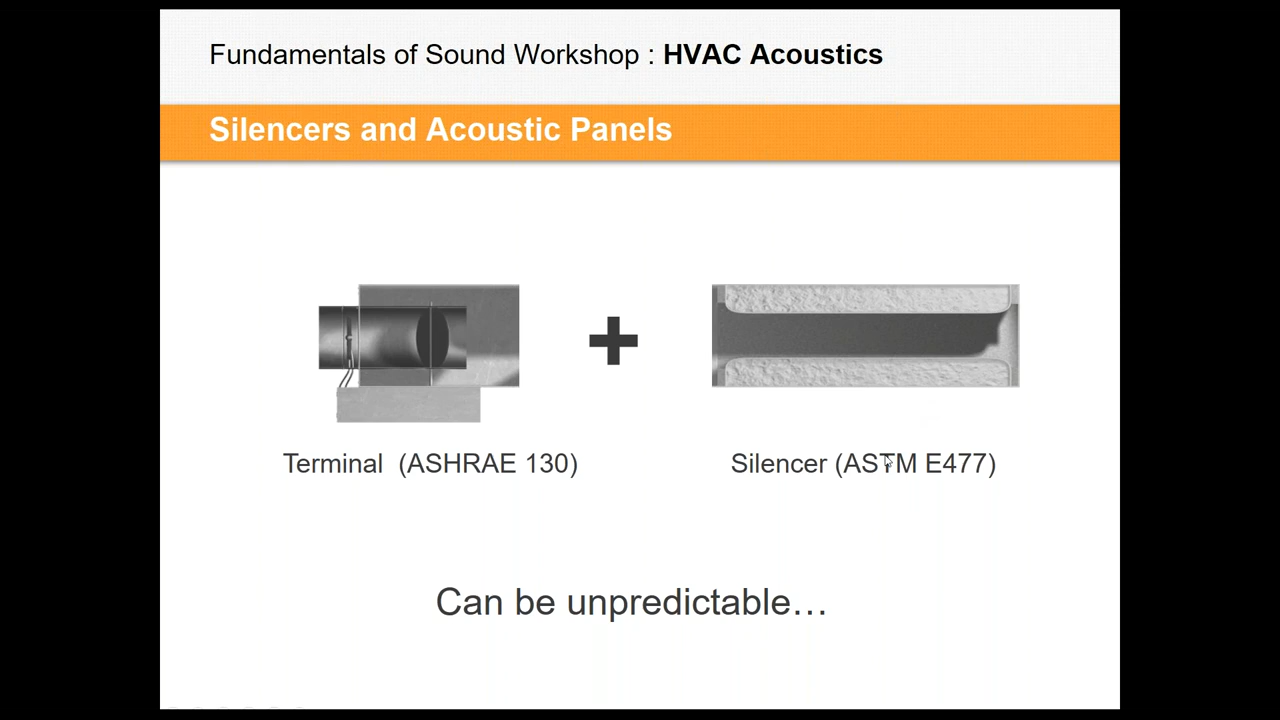 Fundamentals of Sound Workshop : HVAC Acoustics
Silencers and Acoustic Panels
Terminal (ASHRAE 130)
Silencer (ASTM E477)
Can be unpredictable…